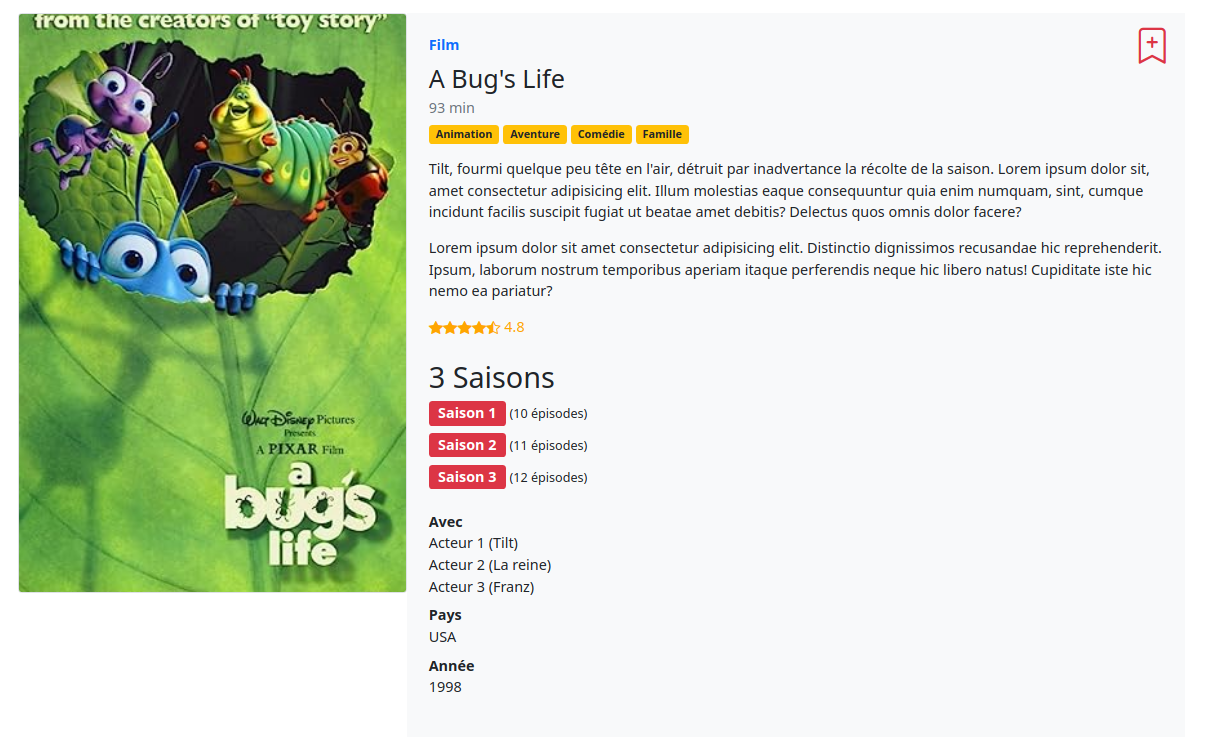 from the creators of "toy story"
WALT DISNEY Pictures
Presents
A PIXAR Film
a
bug's
life
Film
A Bug's Life
93 min
Animation Aventure Comédie Famille
Tilt, fourmi quelque peu tête en l'air, détruit par inadvertance la récolte de la saison. Lorem ipsum dolor sit,
amet consectetur adipisicing elit. Illum molestias eaque consequuntur quia enim numquam, sint, cumque
incidunt facilis suscipit fugiat ut beatae amet debitis? Delectus quos omnis dolor facere?
Lorem ipsum dolor sit amet consectetur adipisicing elit. Distinctio dignissimos recusandae hic reprehenderit.
Ipsum, laborum nostrum temporibus aperiam itaque perferendis neque hic libero natus! Cupiditate iste hic
nemo ea pariatur?
4.8
3 Saisons
Saison 1 (10 épisodes)
Saison 2 (11 épisodes)
Saison 3 (12 épisodes)
Avec
Acteur 1 (Tilt)
Acteur 2 (La reine)
Acteur 3 (Franz)
Pays
USA
Année
1998